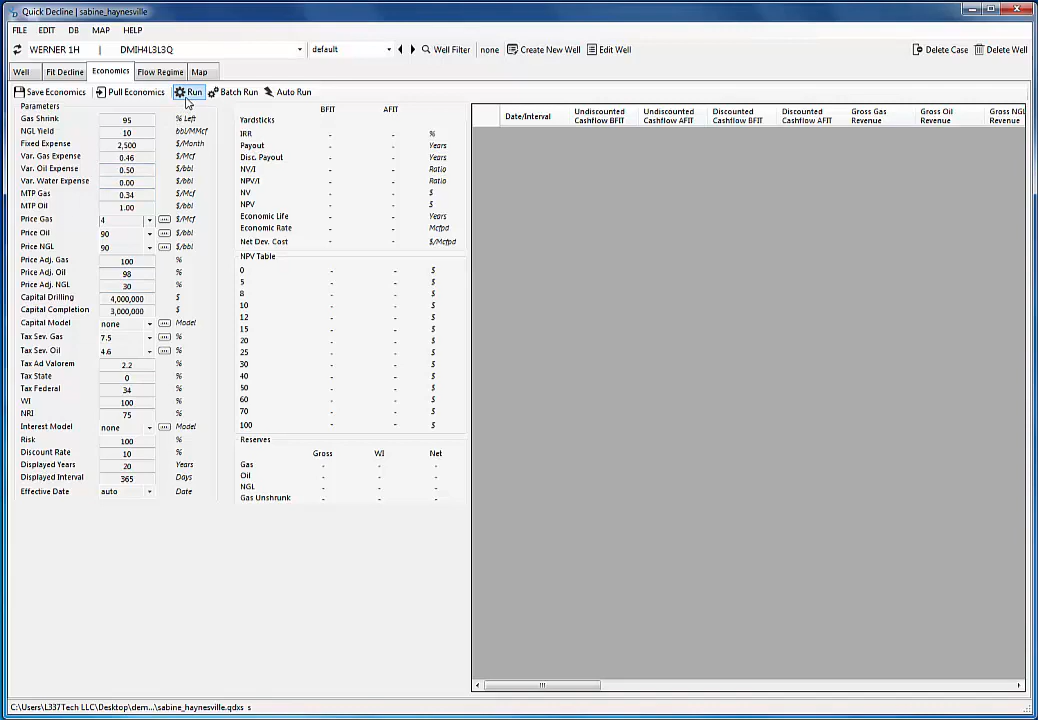 Quick Decline | sabine_haynesville
FILE EDIT DB MAP HELP
WERNER 1H | DMIH4L3L3Q default Well Filter none Create New Well Edit Well Delete Case Delete Well
Well Fit Decline Economics Flow Regime Map
Save Economics Pull Economics Run Batch Run Auto Run
Parameters
Gas Shrink 95 % Left
NGL Yield 10 bbl/MMcf
Fixed Expense 2,500 $/Month
Var. Gas Expense 0.46 $/Mcf
Var. Oil Expense 0.50 $/bbl
Var. Water Expense 0.00 $/bbl
MTP Gas 0.34 $/Mcf
MTP Oil 1.00 $/bbl
Price Gas 4 $/Mcf
Price Oil 90 $/bbl
Price NGL 90 $/bbl
Price Adj. Gas 100 %
Price Adj. Oil 98 %
Price Adj. NGL 30 %
Capital Drilling 4,000,000 $
Capital Completion 3,000,000 $
Capital Model none Model
Tax Sev. Gas 7.5 %
Tax Sev. Oil 4.6 %
Tax Ad Valorem 2.2 %
Tax State 0 %
Tax Federal 34 %
WI 100 %
NRI 75 %
Interest Model none Model
Risk 100 %
Discount Rate 10 %
Displayed Years 20 Years
Displayed Interval 365 Days
Effective Date auto Date
BFIT AFIT
Yardsticks
IRR - - %
Payout - - Years
Disc. Payout - - Years
NV/I - - Ratio
NPV/I - - Ratio
NV - - $
NPV - - $
Economic Life - - Years
Economic Rate - - Mcfpd
Net Dev. Cost - - $/Mcfpd
NPV Table
0 - - $
5 - - $
8 - - $
10 - - $
12 - - $
15 - - $
20 - - $
25 - - $
30 - - $
40 - - $
50 - - $
60 - - $
70 - - $
100 - - $
Reserves
Gross WI Net
Gas - - -
Oil - - -
NGL - - -
Gas Unshrunk - - -
Date/Interval Undiscounted Cashflow BFIT Undiscounted Cashflow AFIT Discounted Cashflow BFIT Discounted Cashflow AFIT Gross Gas Revenue Gross Oil Revenue Gross NGL Revenue
C:\Users\L337Tech LLC\Desktop\dem...\sabine_haynesville.qdxs s